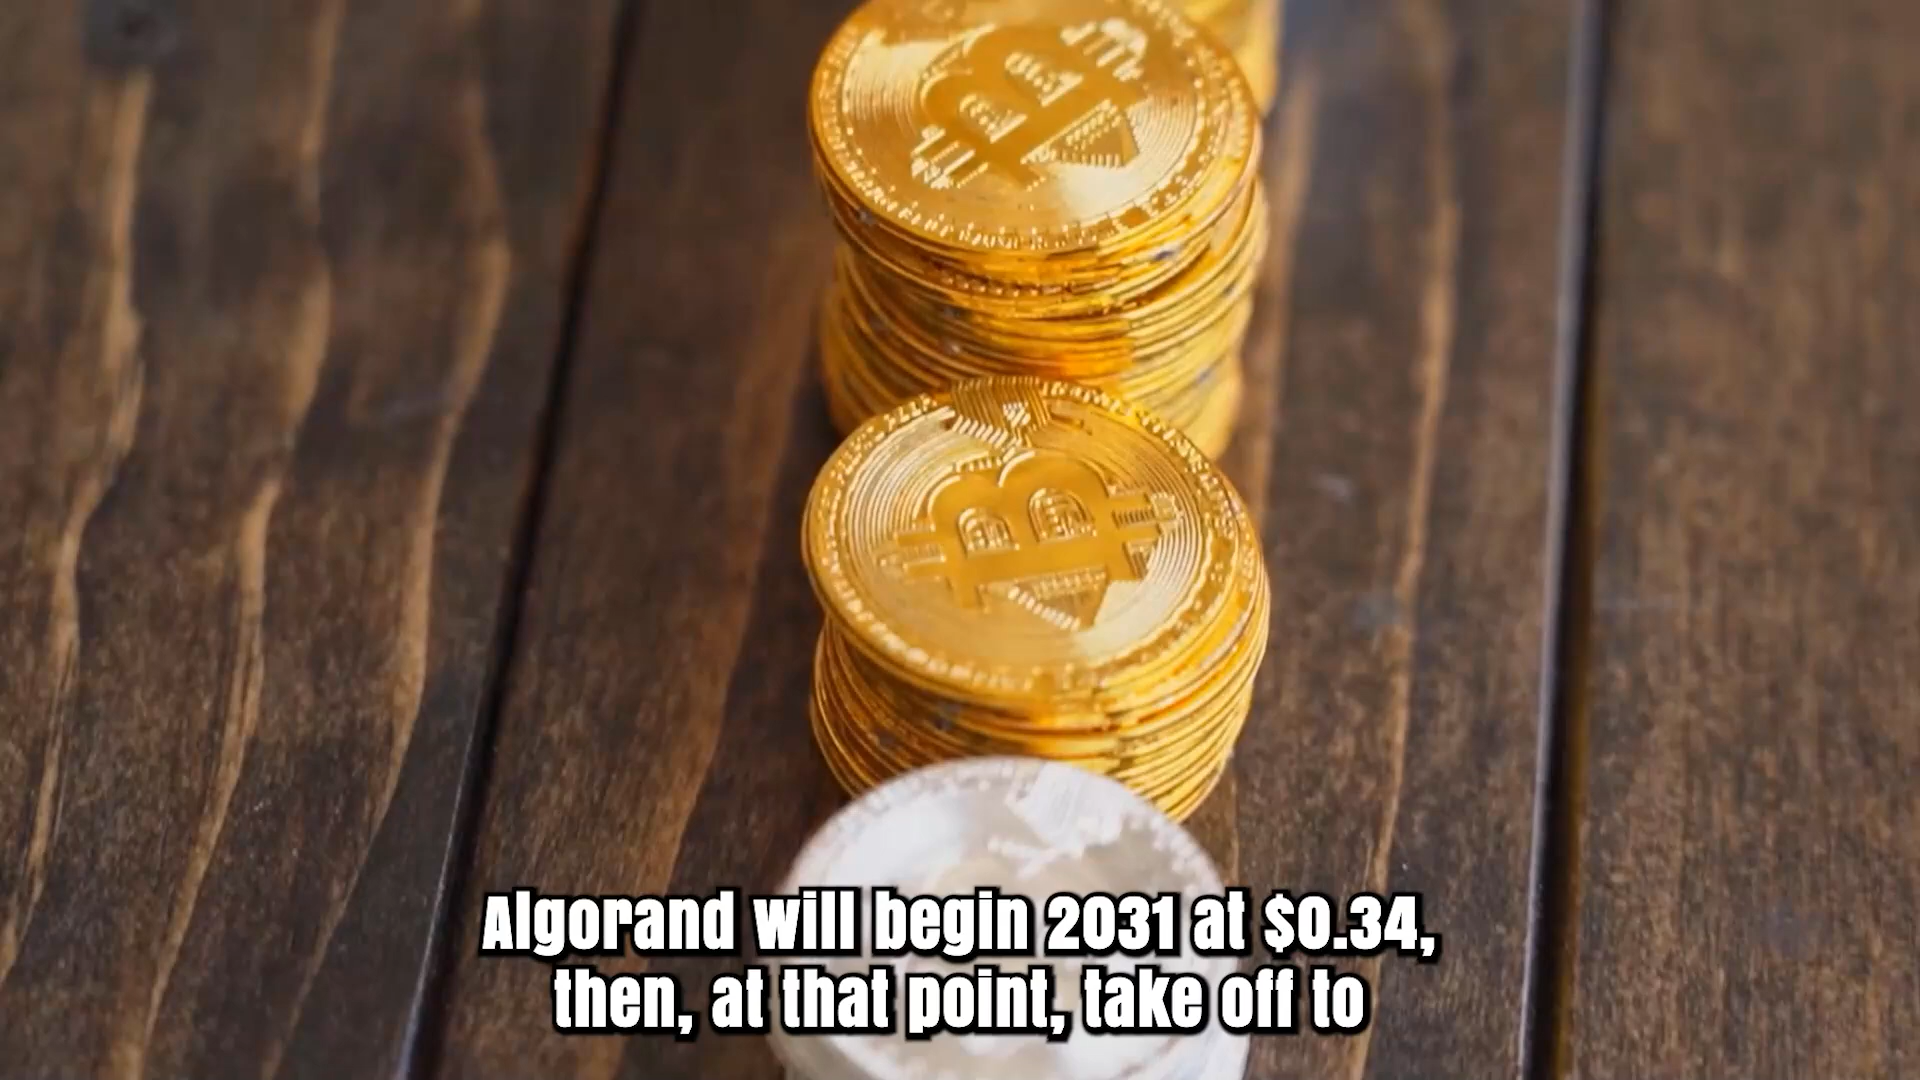 Algorand will begin 2031 at $0.34,
then, at that point, take off to